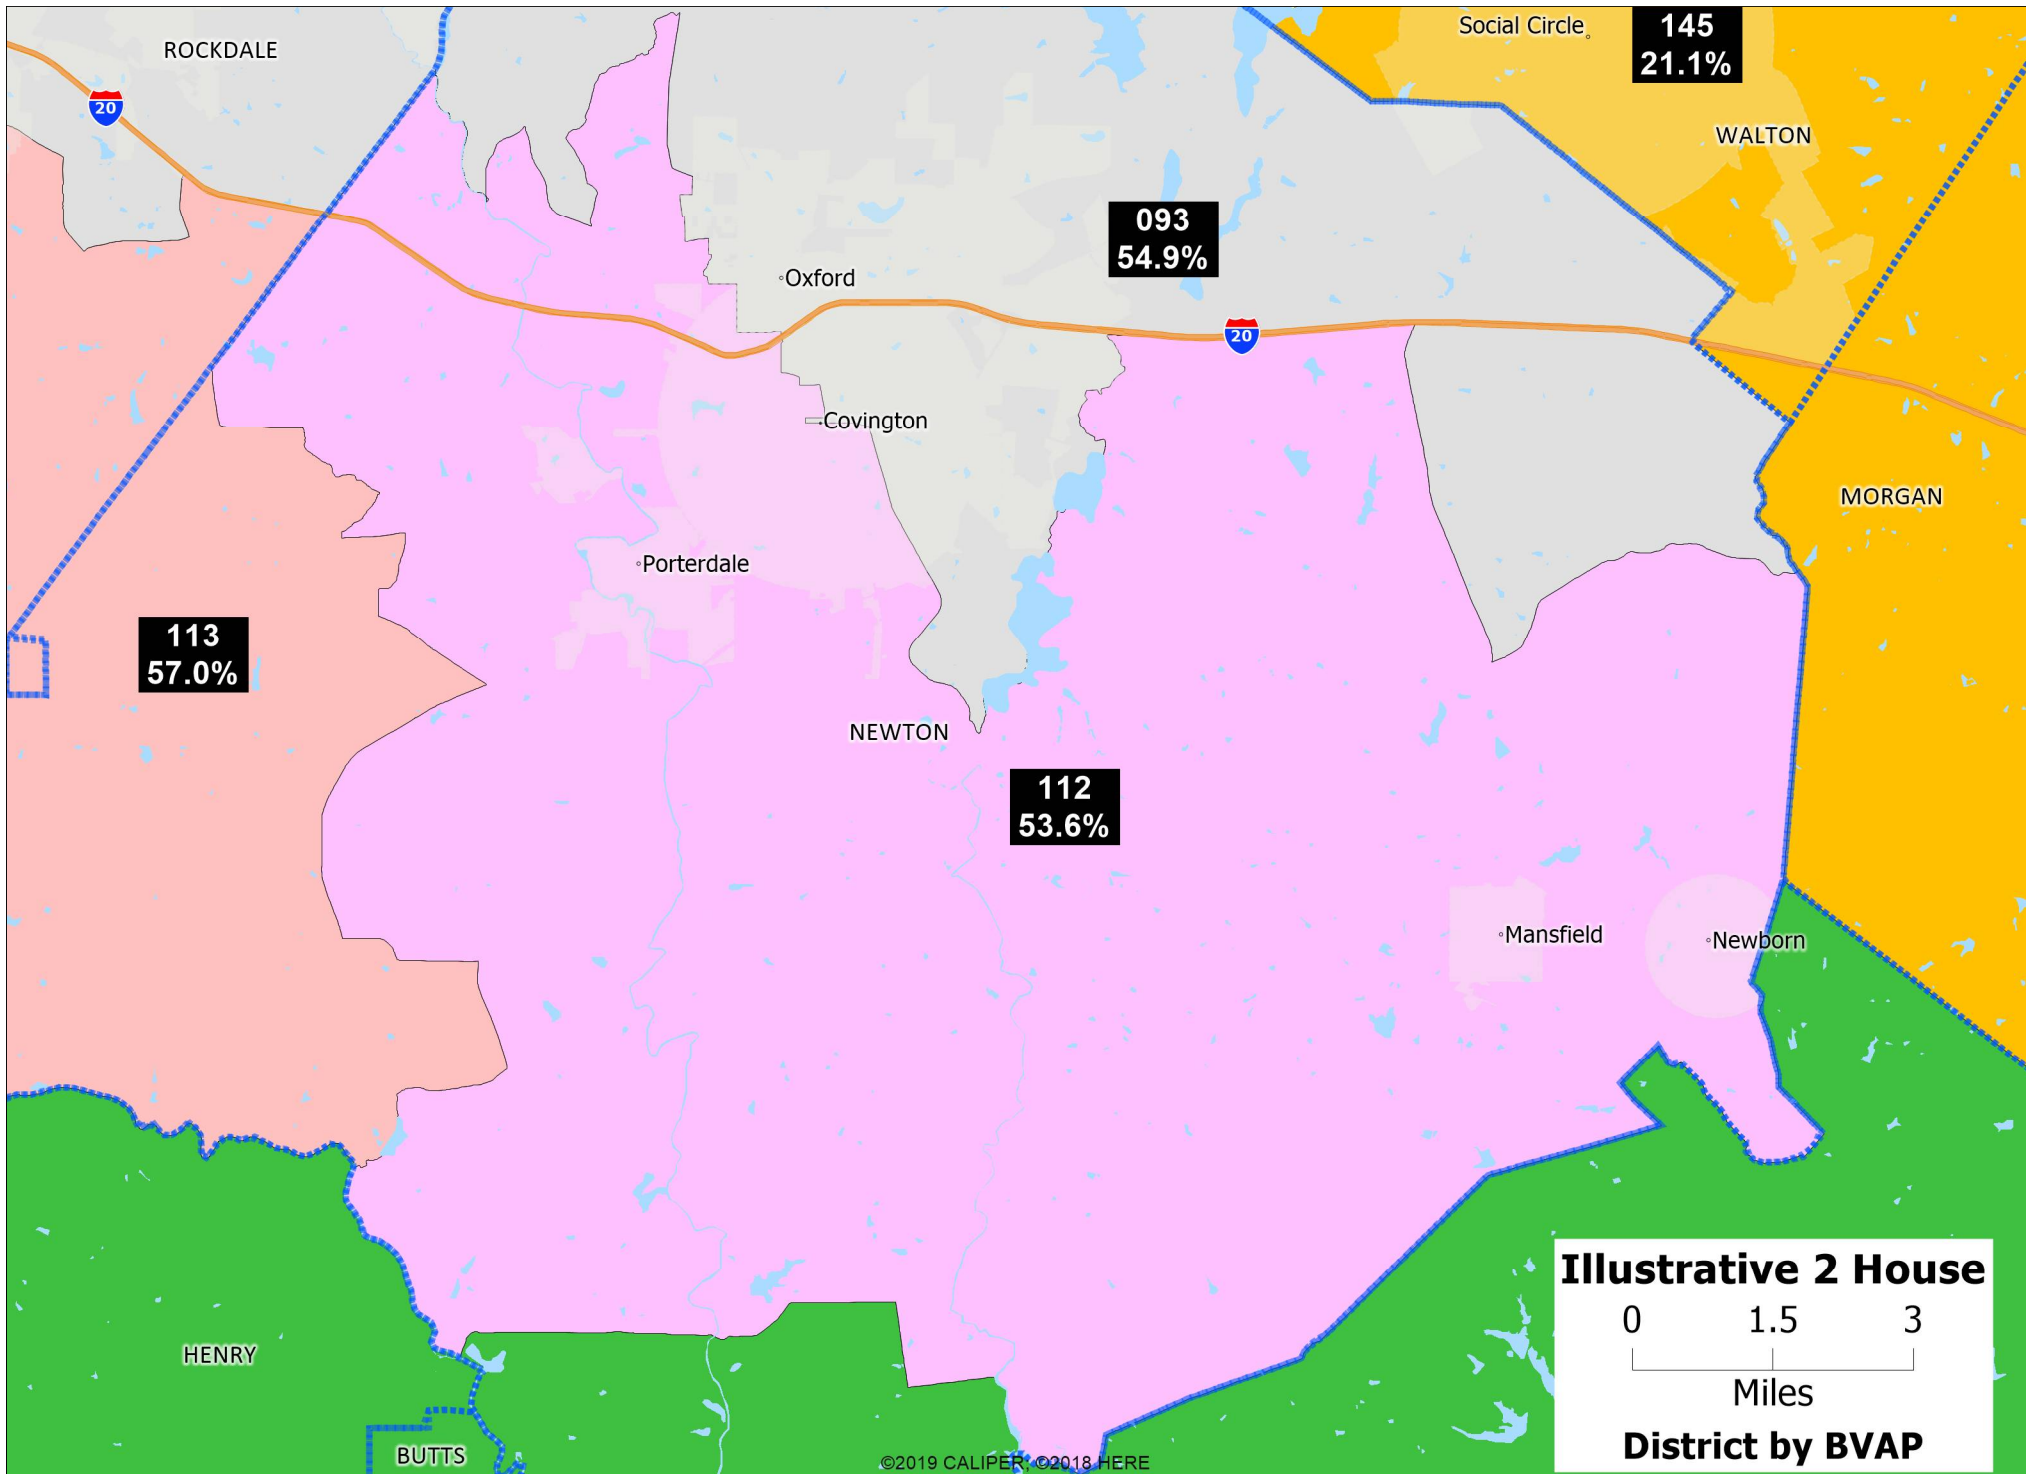 ROCKDALE
Social Circle
145
21.1%
20
WALTON
093
54.9%
Oxford
20
Covington
MORGAN
Porterdale
113
57.0%
NEWTON
112
53.6%
Mansfield
Newborn
HENRY
BUTTS
©2019 CALIPER; ©2018 HERE
Illustrative 2 House
0 1.5 3
Miles
District by BVAP